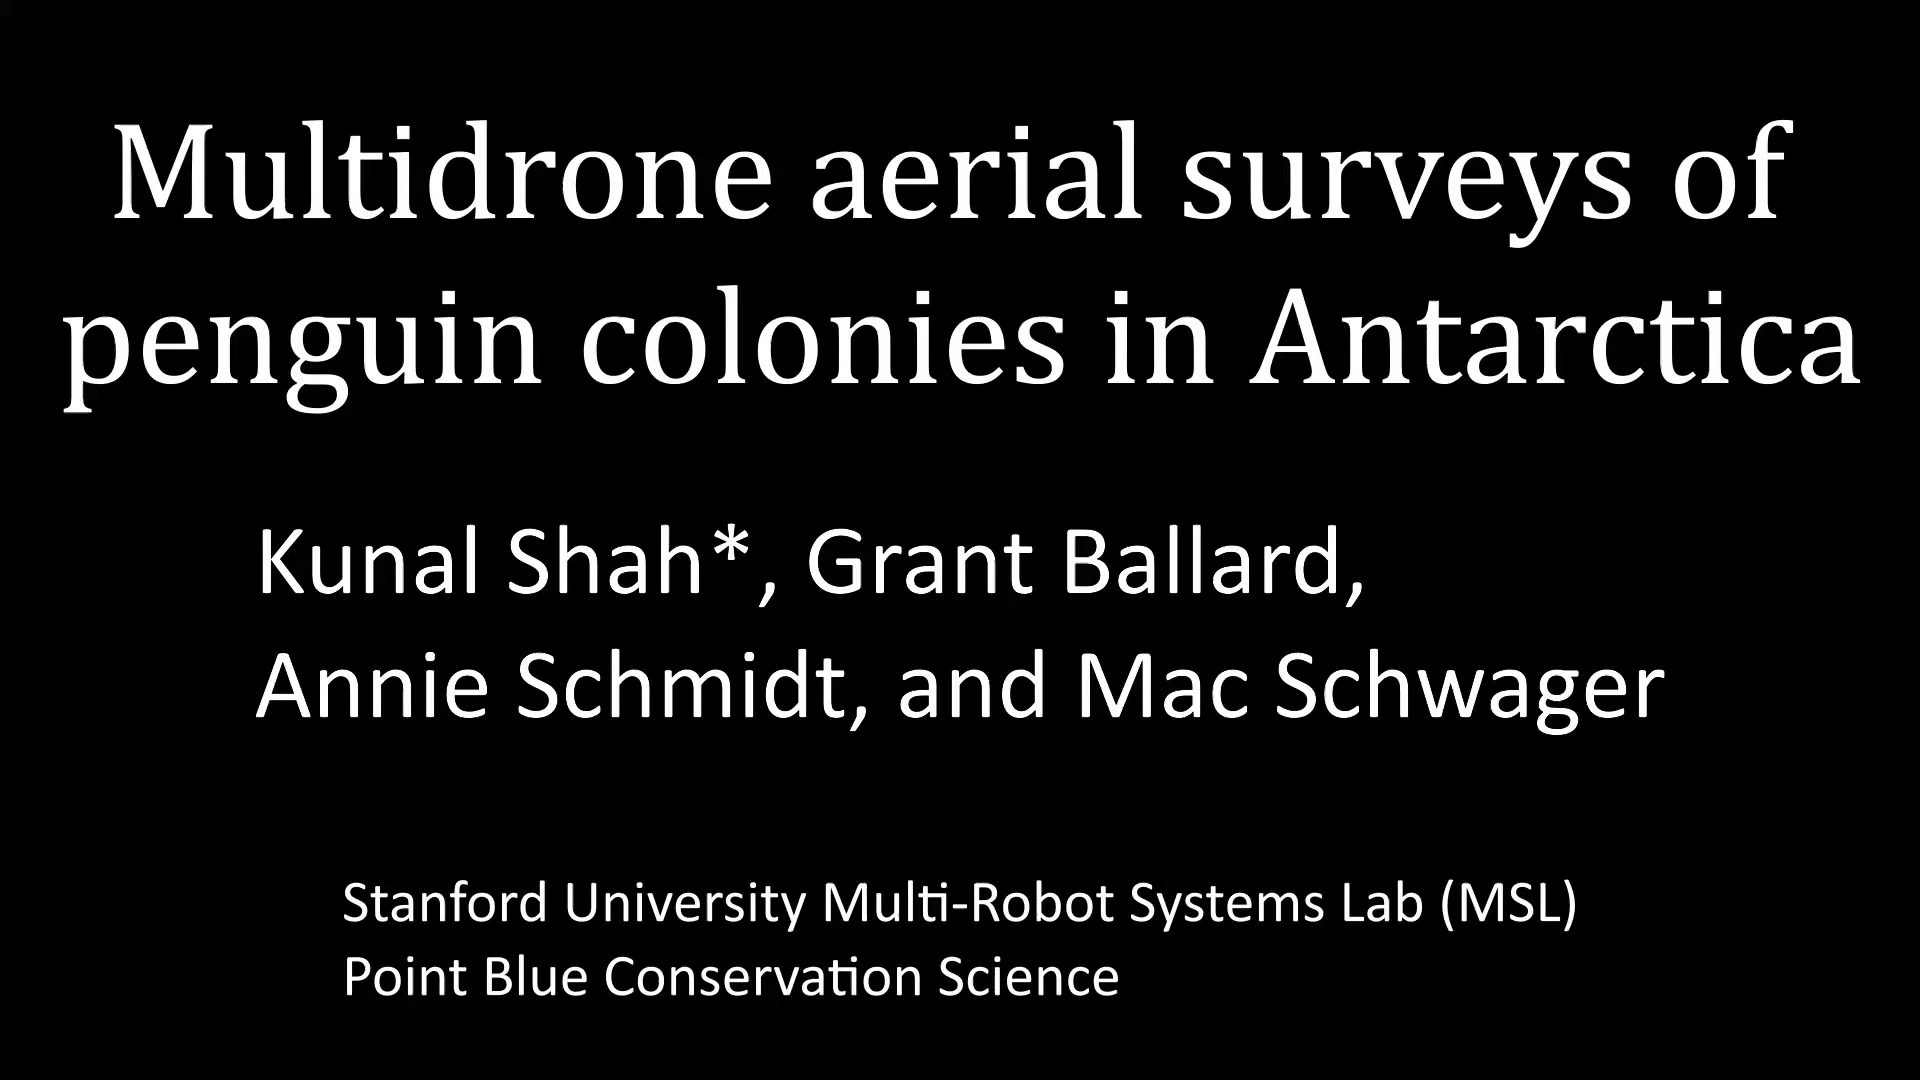 Multidrone aerial surveys of
penguin colonies in Antarctica
Kunal Shah*, Grant Ballard,
Annie Schmidt, and Mac Schwager
Stanford University Multi-Robot Systems Lab (MSL)
Point Blue Conservation Science